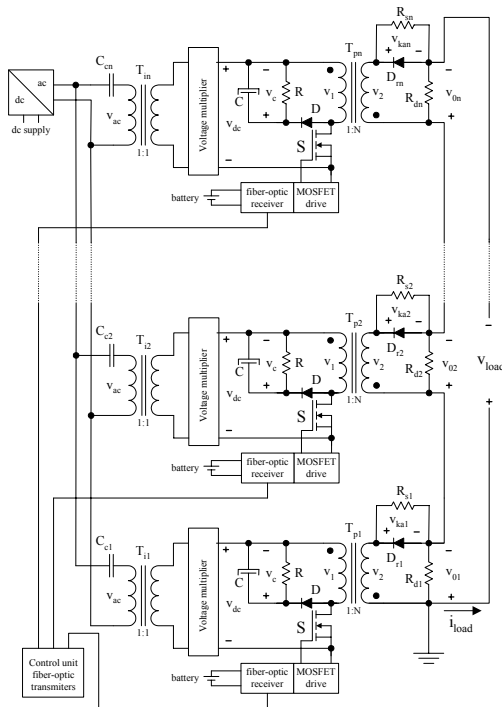 C_cn
T_in
ac
dc
dc supply
v_ac
1:1
Voltage multiplier
+
−
v_dc
−
v_c
+
C
R
D
S
T_pn
v_1
v_2
1:N
R_sn
+ v_kan −
D_rn
R_dn
−
v_0n
+
battery
fiber-optic
receiver
MOSFET
drive
C_c2
T_i2
v_ac
1:1
Voltage multiplier
+
−
v_dc
−
v_c
+
C
R
D
S
T_p2
v_1
v_2
1:N
R_s2
+ v_ka2 −
D_r2
R_d2
−
v_02
+
−
v_load
+
battery
fiber-optic
receiver
MOSFET
drive
C_c1
T_i1
v_ac
1:1
Voltage multiplier
+
−
v_dc
−
v_c
+
C
R
D
S
T_p1
v_1
v_2
1:N
R_s1
+ v_ka1 −
D_r1
R_d1
−
v_01
+
i_load
battery
fiber-optic
receiver
MOSFET
drive
Control unit
fiber-optic
transmiters